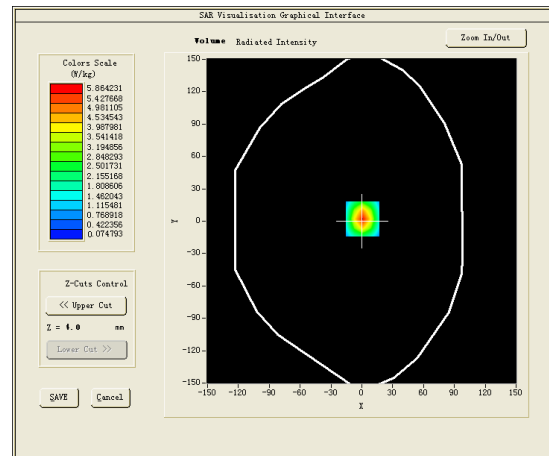 SAR Visualisation Graphical Interface
Volume Radiated Intensity
Zoom In/Out
Colors Scale
(W/kg)
5.864231
5.427668
4.981105
4.534543
3.987981
3.541418
3.194856
2.848293
2.501731
2.155168
1.808606
1.462043
1.115481
0.768918
0.422356
0.074793
Z-Cuts Control
<< Upper Cut
Z = 4.0 mm
Lower Cut >>
SAVE Cancel
150
120
90
60
30
0
-30
-60
-90
-120
-150
Y
-150 -120 -90 -60 -30 0 30 60 90 120 150
X